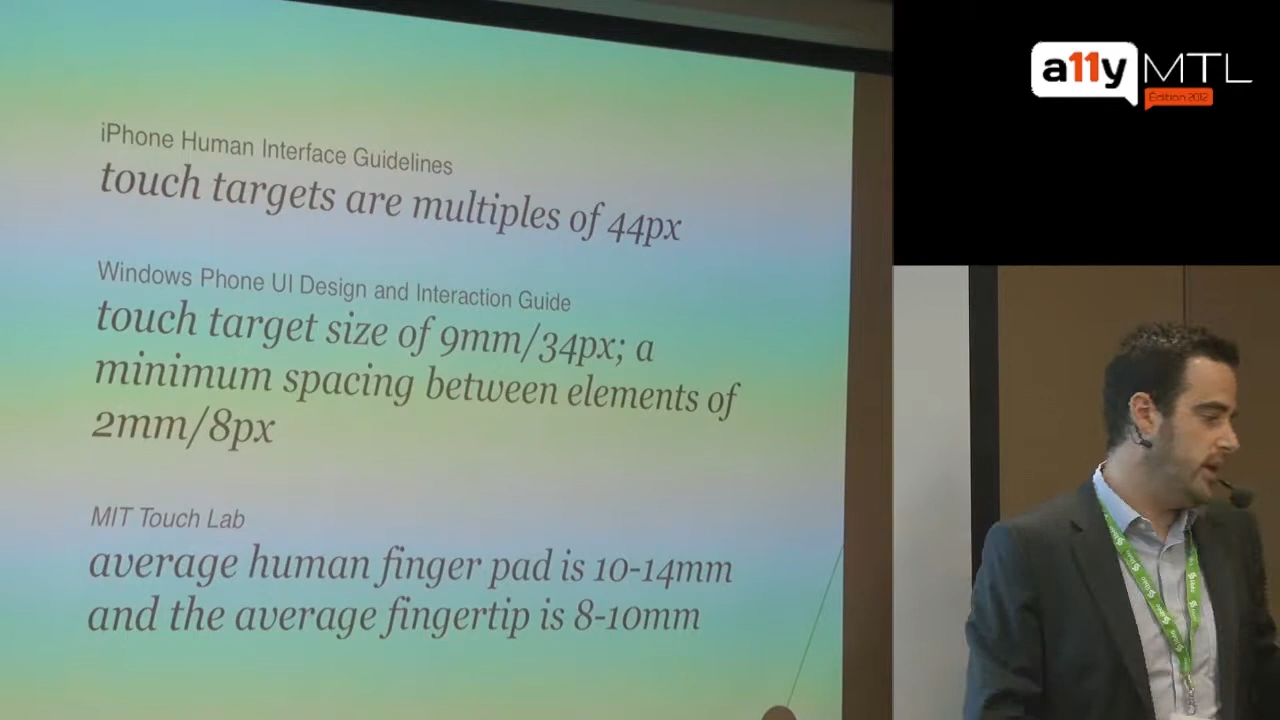 iPhone Human Interface Guidelines
touch targets are multiples of 44px
Windows Phone UI Design and Interaction Guide
touch target size of 9mm/34px; a
minimum spacing between elements of
2mm/8px
MIT Touch Lab
average human finger pad is 10-14mm
and the average fingertip is 8-10mm
a11y MTL
Édition 2012